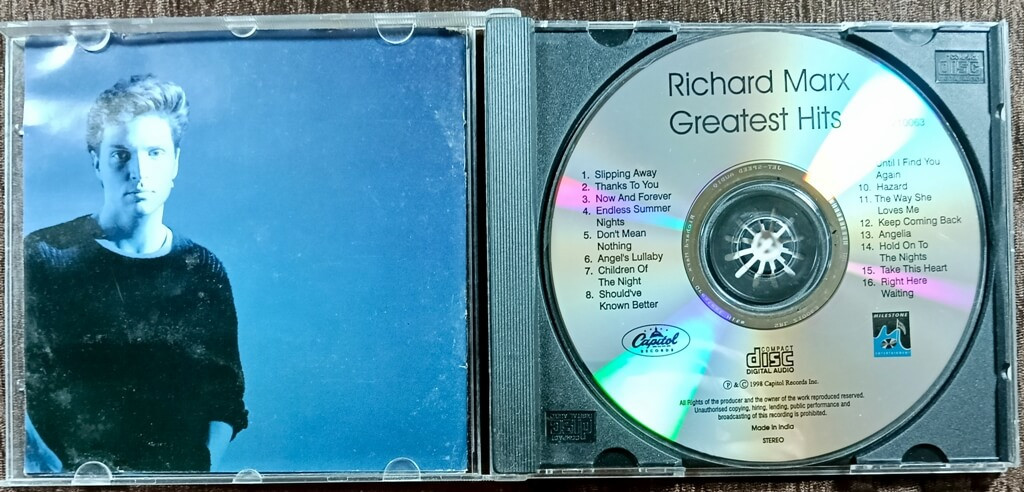 Richard Marx
Greatest Hits
1. Slipping Away
2. Thanks To You
3. Now And Forever
4. Endless Summer
Nights
5. Don't Mean
Nothing
6. Angel's Lullaby
7. Children Of
The Night
8. Should've
Known Better
Until I Find You
Again
10. Hazard
11. The Way She
Loves Me
12. Keep Coming Back
13. Angelia
14. Hold On To
The Nights
15. Take This Heart
16. Right Here
Waiting
Capitol
RECORDS
MILESTONE
entertainment
COMPACT
disc
DIGITAL AUDIO
℗ & © 1998 Capitol Records Inc.
All Rights of the producer and the owner of the work reproduced reserved.
Unauthorised copying, hiring, lending, public performance and
broadcasting of this recording is prohibited.
Made in India
STEREO